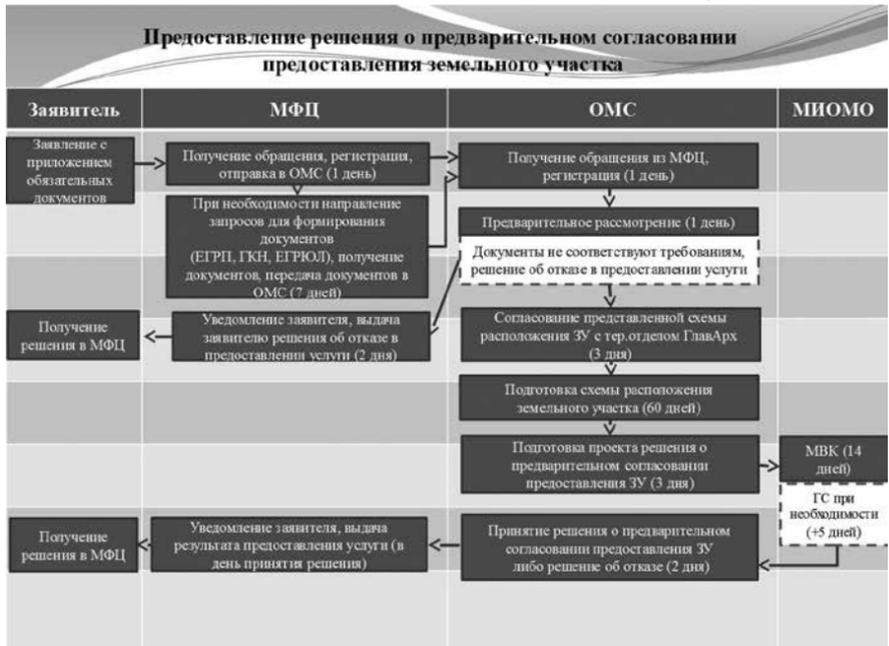 Предоставление решения о предварительном согласовании
предоставления земельного участка
Заявитель
МФЦ
ОМС
МИОМО
Заявление с
приложением
обязательных
документов
Получение обращения, регистрация,
отправка в ОМС (1 день)
Получение обращения из МФЦ,
регистрация (1 день)
При необходимости направление
запросов для формирования
документов
(ЕГРП, ГКН, ЕГРЮЛ), получение
документов, передача документов в
ОМС (7 дней)
Предварительное рассмотрение (1 день)
Документы не соответствуют требованиям,
решение об отказе в предоставлении услуги
Получение
решения в МФЦ
Уведомление заявителя, выдача
заявителю решения об отказе в
предоставлении услуги (2 дня)
Согласование представленной схемы
расположения ЗУ с тер.отделом ГлавАрх
(3 дня)
Подготовка схемы расположения
земельного участка (60 дней)
Подготовка проекта решения о
предварительном согласовании
предоставления ЗУ (3 дня)
МВК (14
дней)
ГС при
необходимости
(+5 дней)
Получение
решения в МФЦ
Уведомление заявителя, выдача
результата предоставления услуги (в
день принятия решения)
Принятие решения о предварительном
согласовании предоставления ЗУ
либо решение об отказе (2 дня)